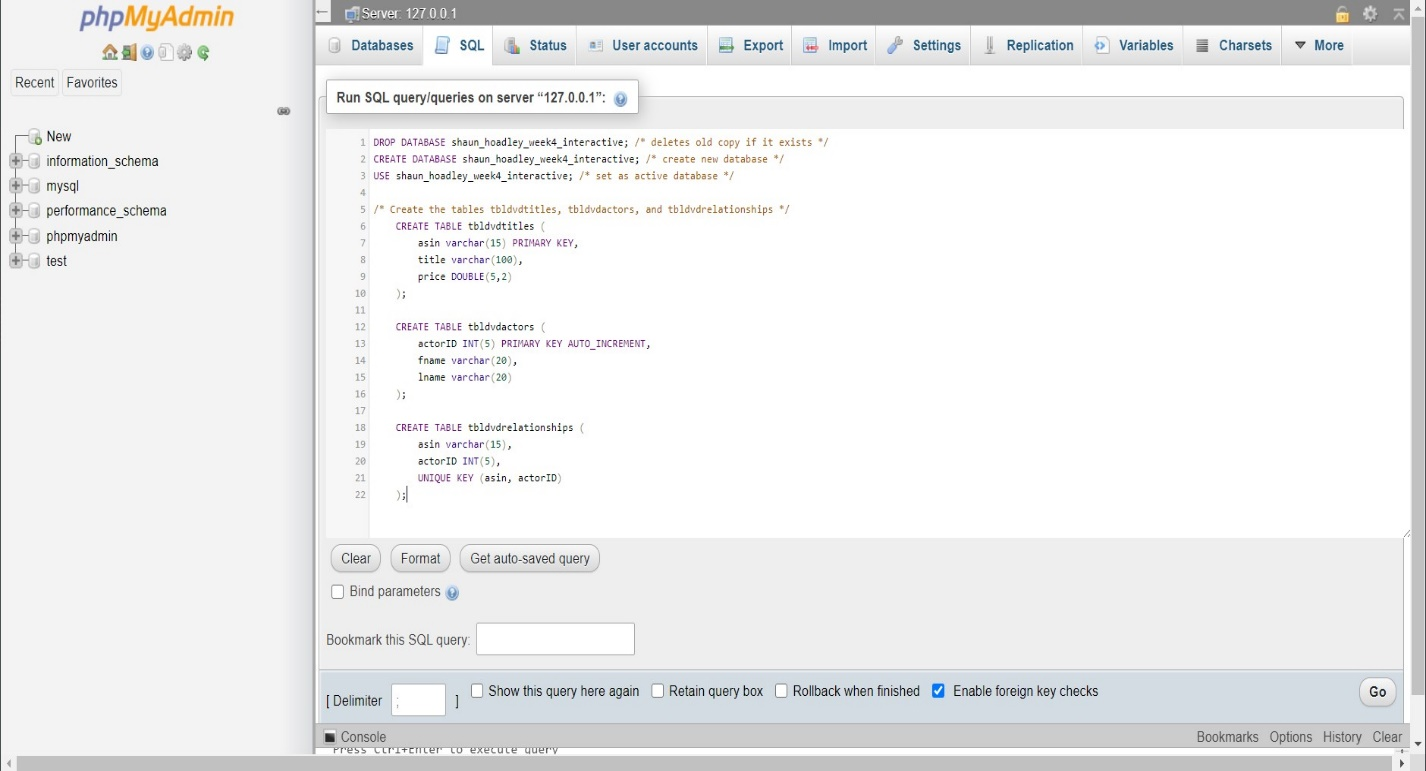 phpMyAdmin
Recent Favorites
New
information_schema
mysql
performance_schema
phpmyadmin
test
Server: 127.0.0.1
Databases SQL Status User accounts Export Import Settings Replication Variables Charsets More
Run SQL query/queries on server “127.0.0.1”:
1 DROP DATABASE shaun_hoadley_week4_interactive; /* deletes old copy if it exists */
2 CREATE DATABASE shaun_hoadley_week4_interactive; /* create new database */
3 USE shaun_hoadley_week4_interactive; /* set as active database */
4
5 /* Create the tables tbldvdtitles, tbldvdactors, and tbldvdrelationships */
6 CREATE TABLE tbldvdtitles (
7 asin varchar(15) PRIMARY KEY,
8 title varchar(100),
9 price DOUBLE(5,2)
10 );
11
12 CREATE TABLE tbldvdactors (
13 actorID INT(5) PRIMARY KEY AUTO_INCREMENT,
14 fname varchar(20),
15 lname varchar(20)
16 );
17
18 CREATE TABLE tbldvdrelationships (
19 asin varchar(15),
20 actorID INT(5),
21 UNIQUE KEY (asin, actorID)
22 );
Clear Format Get auto-saved query
Bind parameters
Bookmark this SQL query:
[ Delimiter ; ] Show this query here again Retain query box Rollback when finished Enable foreign key checks Go
Console Bookmarks Options History Clear
Press Ctrl+Enter to execute query